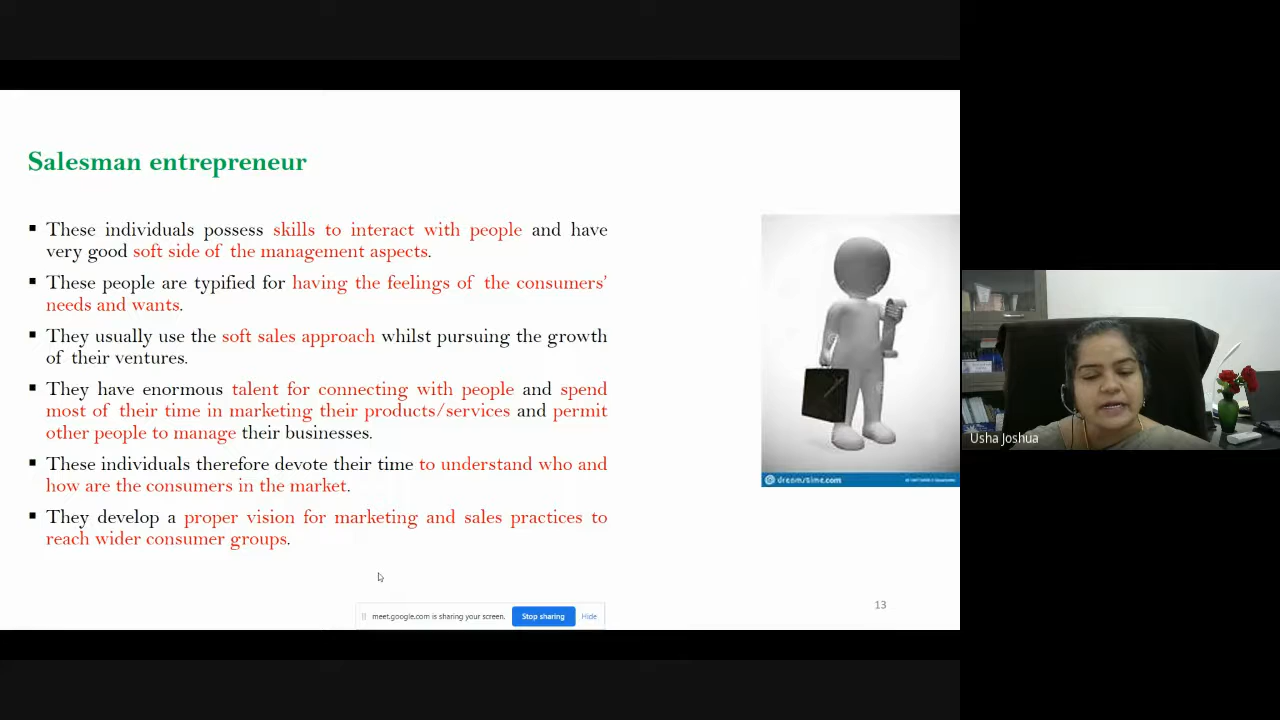 Salesman entrepreneur
These individuals possess skills to interact with people and have
very good soft side of the management aspects.
These people are typified for having the feelings of the consumers'
needs and wants.
They usually use the soft sales approach whilst pursuing the growth
of their ventures.
They have enormous talent for connecting with people and spend
most of their time in marketing their products/services and permit
other people to manage their businesses.
These individuals therefore devote their time to understand who and
how are the consumers in the market.
They develop a proper vision for marketing and sales practices to
reach wider consumer groups.
dreamstime.com
Usha Joshua
13
meet.google.com is sharing your screen.
Stop sharing
Hide